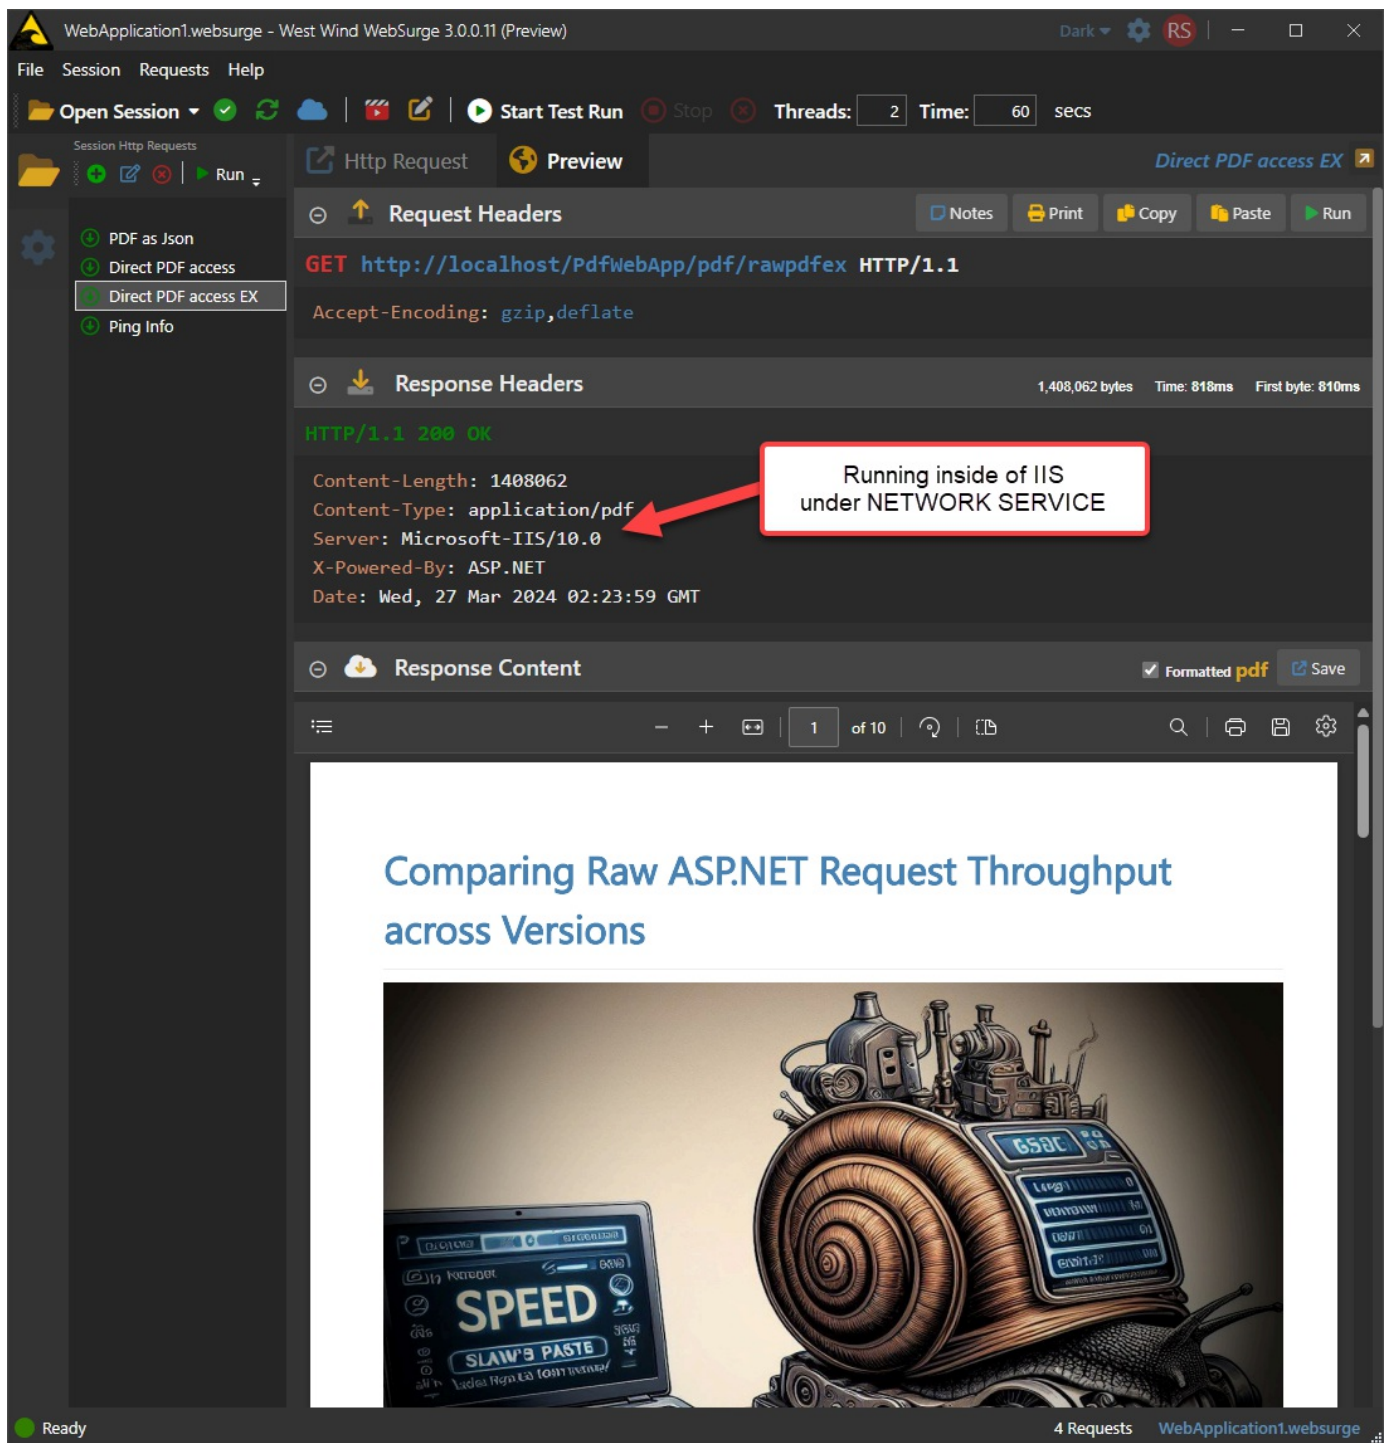 WebApplication1.websurge - West Wind WebSurge 3.0.0.11 (Preview)
Dark
RS
File Session Requests Help
Open Session
Start Test Run
Stop
Threads: 2 Time: 60 secs
Session Http Requests
Run
Http Request
Preview
Direct PDF access EX
PDF as Json
Direct PDF access
Direct PDF access EX
Ping Info
Request Headers
Notes Print Copy Paste Run
GET http://localhost/PdfWebApp/pdf/rawpdfex HTTP/1.1
Accept-Encoding: gzip,deflate
Response Headers
1,408,062 bytes Time: 818ms First byte: 810ms
HTTP/1.1 200 OK
Content-Length: 1408062
Content-Type: application/pdf
Server: Microsoft-IIS/10.0
X-Powered-By: ASP.NET
Date: Wed, 27 Mar 2024 02:23:59 GMT
Running inside of IIS
under NETWORK SERVICE
Response Content
Formatted pdf Save
1 of 10
Comparing Raw ASP.NET Request Throughput
across Versions
SPEED
SLAW'S PASTE
Ready
4 Requests WebApplication1.websurge